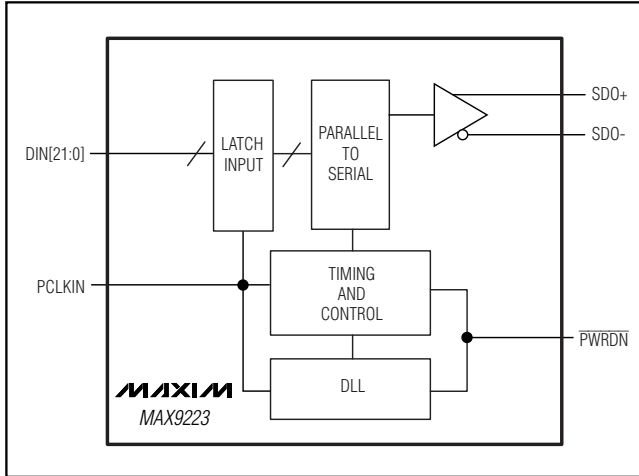 SDO+
SDO-
DIN[21:0]
LATCH
INPUT
PARALLEL
TO
SERIAL
PCLKIN
TIMING
AND
CONTROL
PWRDN
DLL
MAXIM
MAX9223